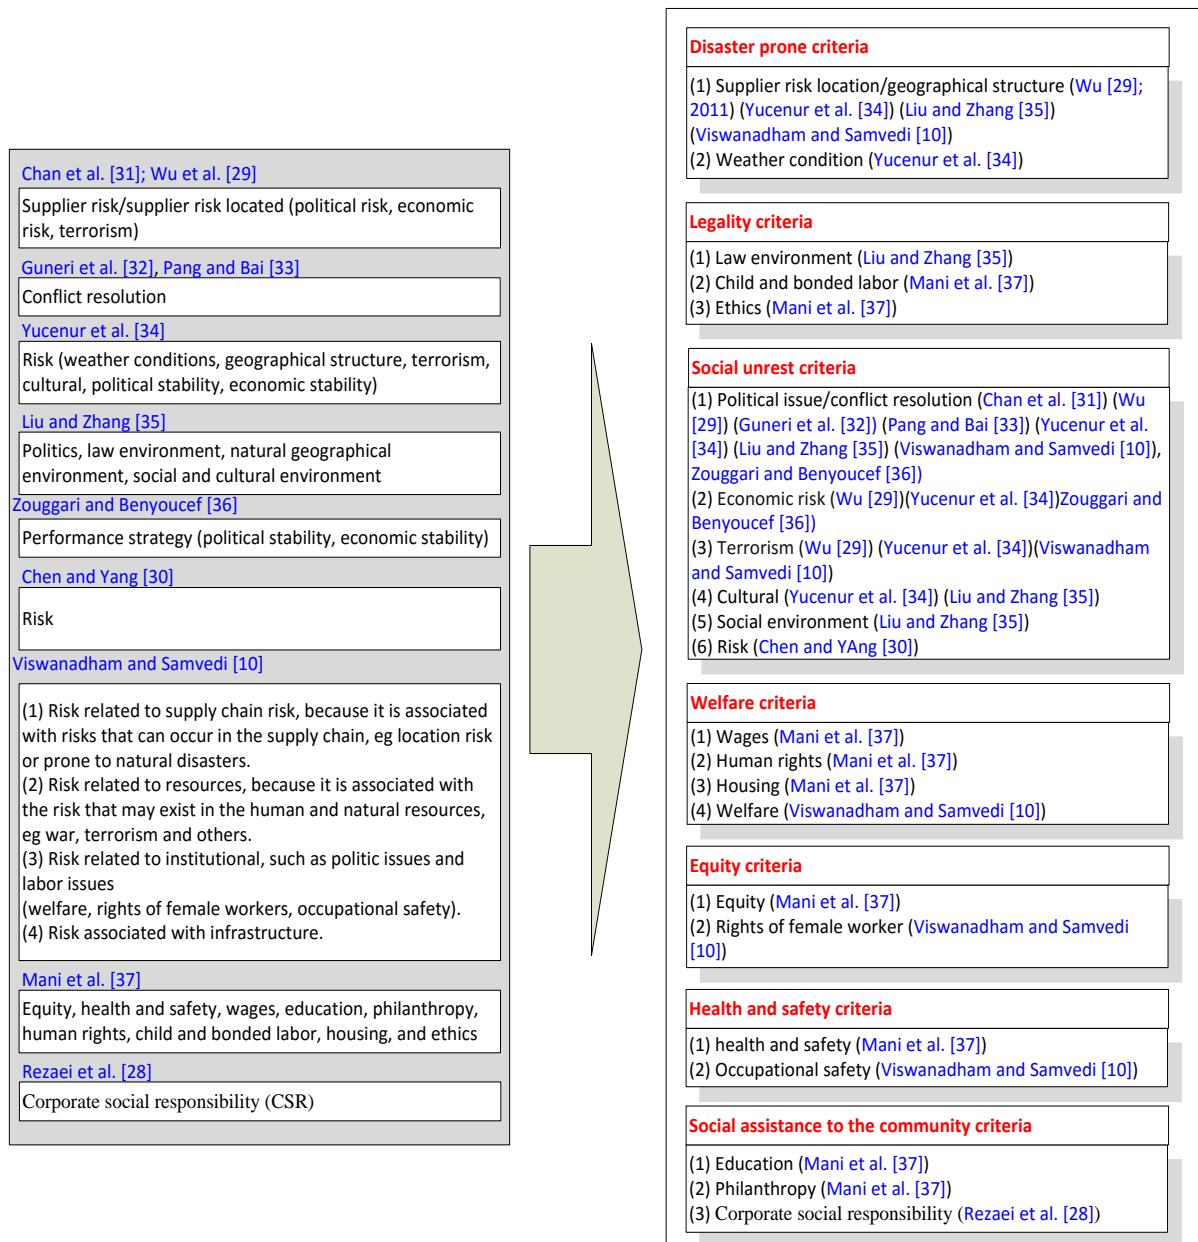 Chan et al. [31]; Wu et al. [29]
Supplier risk/supplier risk located (political risk, economic
risk, terrorism)
Guneri et al. [32], Pang and Bai [33]
Conflict resolution
Yucenur et al. [34]
Risk (weather conditions, geographical structure, terrorism,
cultural, political stability, economic stability)
Liu and Zhang [35]
Politics, law environment, natural geographical
environment, social and cultural environment
Zouggari and Benyoucef [36]
Performance strategy (political stability, economic stability)
Chen and Yang [30]
Risk
Viswanadham and Samvedi [10]
(1) Risk related to supply chain risk, because it is associated
with risks that can occur in the supply chain, eg location risk
or prone to natural disasters.
(2) Risk related to resources, because it is associated with
the risk that may exist in the human and natural resources,
eg war, terrorism and others.
(3) Risk related to institutional, such as politic issues and
labor issues
(welfare, rights of female workers, occupational safety).
(4) Risk associated with infrastructure.
Mani et al. [37]
Equity, health and safety, wages, education, philanthropy,
human rights, child and bonded labor, housing, and ethics
Rezaei et al. [28]
Corporate social responsibility (CSR)
Disaster prone criteria
(1) Supplier risk location/geographical structure (Wu [29];
2011) (Yucenur et al. [34]) (Liu and Zhang [35])
(Viswanadham and Samvedi [10])
(2) Weather condition (Yucenur et al. [34])
Legality criteria
(1) Law environment (Liu and Zhang [35])
(2) Child and bonded labor (Mani et al. [37])
(3) Ethics (Mani et al. [37])
Social unrest criteria
(1) Political issue/conflict resolution (Chan et al. [31]) (Wu
[29]) (Guneri et al. [32]) (Pang and Bai [33]) (Yucenur et al.
[34]) (Liu and Zhang [35]) (Viswanadham and Samvedi [10]),
Zouggari and Benyoucef [36])
(2) Economic risk (Wu [29])(Yucenur et al. [34])Zouggari and
Benyoucef [36])
(3) Terrorism (Wu [29]) (Yucenur et al. [34])(Viswanadham
and Samvedi [10])
(4) Cultural (Yucenur et al. [34]) (Liu and Zhang [35])
(5) Social environment (Liu and Zhang [35])
(6) Risk (Chen and YAng [30])
Welfare criteria
(1) Wages (Mani et al. [37])
(2) Human rights (Mani et al. [37])
(3) Housing (Mani et al. [37])
(4) Welfare (Viswanadham and Samvedi [10])
Equity criteria
(1) Equity (Mani et al. [37])
(2) Rights of female worker (Viswanadham and Samvedi
[10])
Health and safety criteria
(1) health and safety (Mani et al. [37])
(2) Occupational safety (Viswanadham and Samvedi [10])
Social assistance to the community criteria
(1) Education (Mani et al. [37])
(2) Philanthropy (Mani et al. [37])
(3) Corporate social responsibility (Rezaei et al. [28])